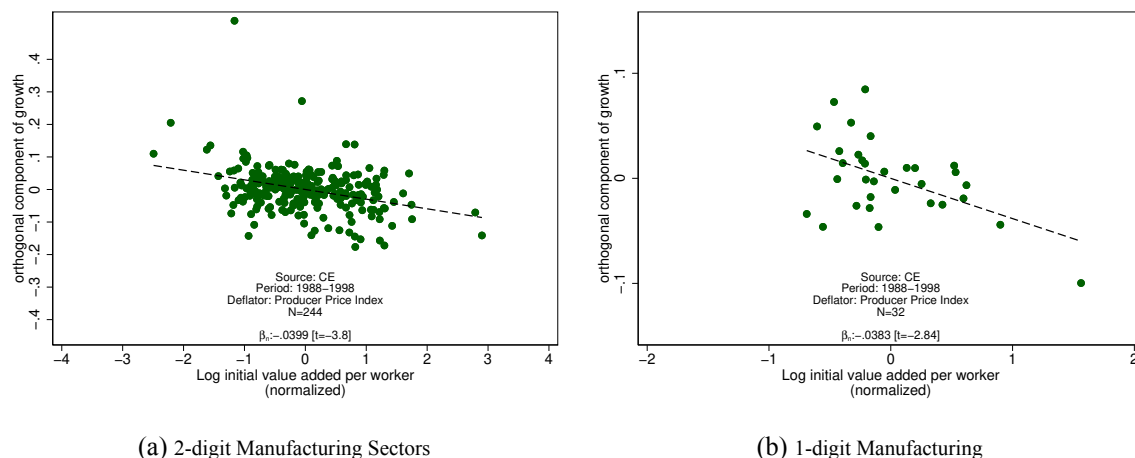 orthogonal component of growth
.4
.3
.2
.1
0
-.1
-.2
-.3
-.4
Source: CE
Period: 1988−1998
Deflator: Producer Price Index
N=244
βₙ:−.0399 [t=−3.8]
−4 −3 −2 −1 0 1 2 3 4
Log initial value added per worker
(normalized)
(a) 2-digit Manufacturing Sectors
orthogonal component of growth
.1
0
-.1
Source: CE
Period: 1988−1998
Deflator: Producer Price Index
N=32
βₙ:−.0383 [t=−2.84]
−2 −1 0 1 2
Log initial value added per worker
(normalized)
(b) 1-digit Manufacturing